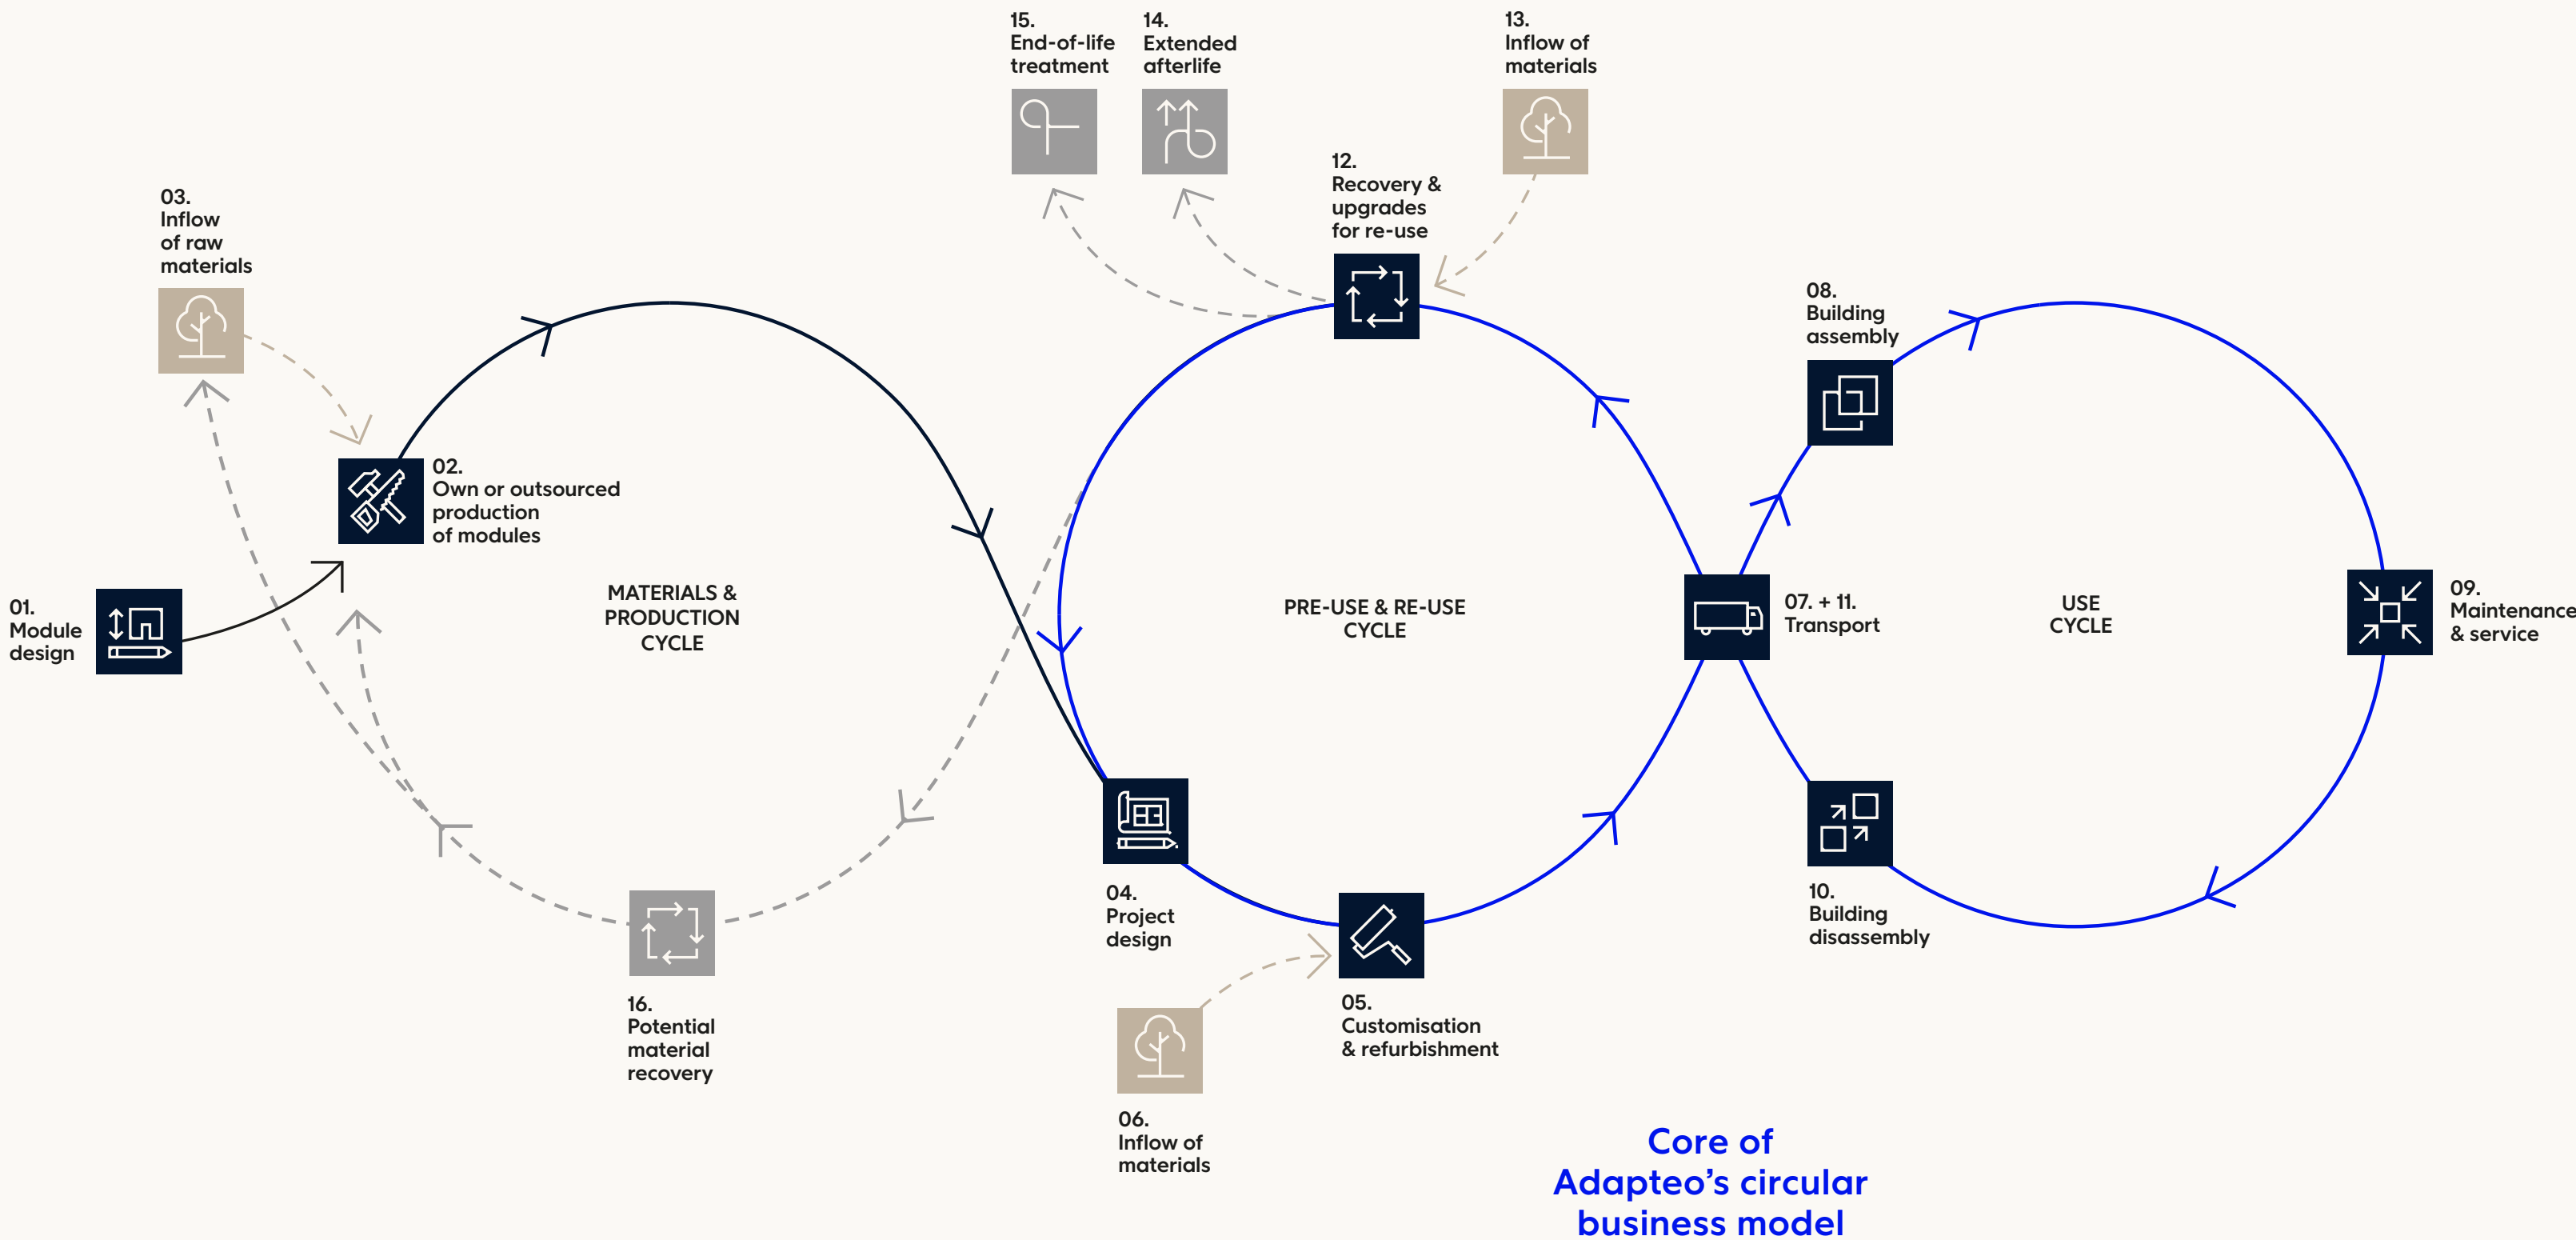 15.
End-of-life
treatment
14.
Extended
afterlife
13.
Inflow of
materials
12.
Recovery &
upgrades
for re-use
03.
Inflow
of raw
materials
08.
Building
assembly
02.
Own or outsourced
production
of modules
01.
Module
design
MATERIALS &
PRODUCTION
CYCLE
PRE-USE & RE-USE
CYCLE
07. + 11.
Transport
USE
CYCLE
09.
Maintenance
& service
04.
Project
design
10.
Building
disassembly
16.
Potential
material
recovery
05.
Customisation
& refurbishment
06.
Inflow of
materials
Core of
Adapteo’s circular
business model